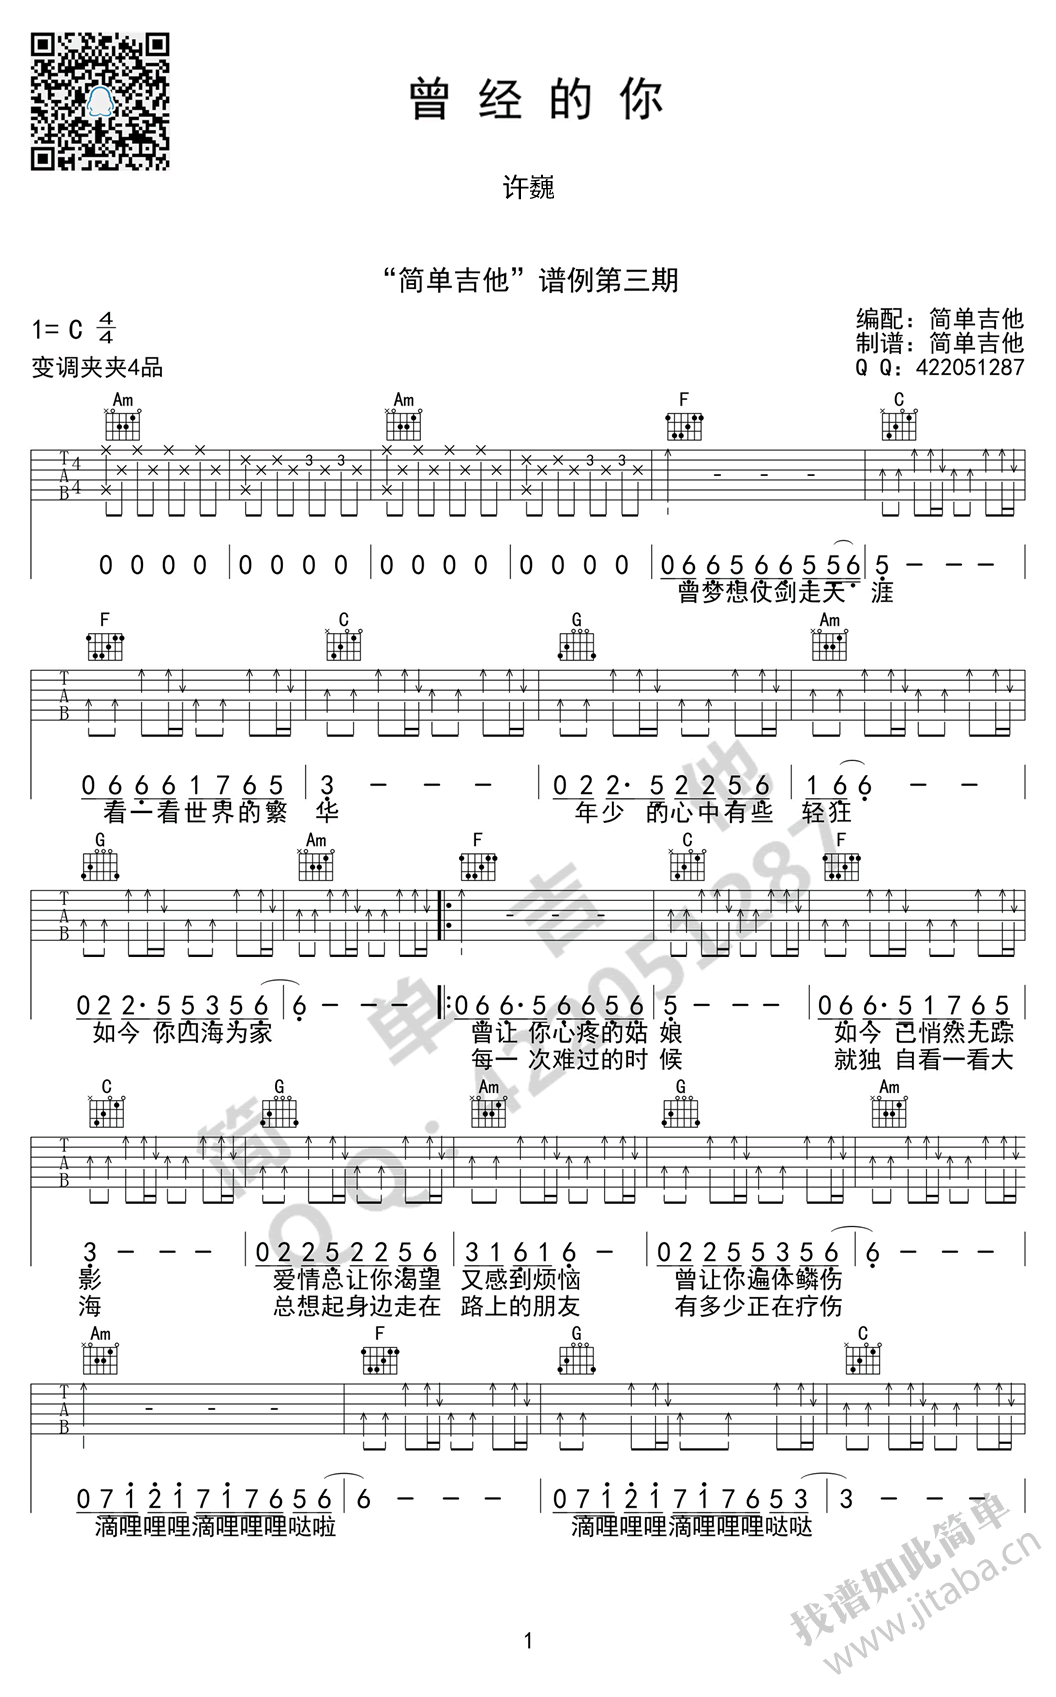 曾经的你
许巍
“简单吉他”谱例第三期
1= C 4/4
编配：简单吉他
制谱：简单吉他
变调夹夹4品
Q Q：422051287
Am Am F C
T A B 4 4 3 3 3 3
0 0 0 0 0 0 0 0 0 0 0 0 0 0 0 0 0 6 6 5 6 6 5 5 6 5 — — —
曾梦想仗剑走天 涯
F C G Am
T A B
0 6 6 6 1 7 6 5 3 — — — 0 2 2· 5 2 2 5 6 1 6 6 — —
看一看世界的繁 华 年少 的心中有些 轻狂
G Am F C F
T A B
0 2 2· 5 5 3 5 6 6 — — — 0 6 6· 5 6 6 5 6 5 — — — 0 6 6· 5 1 7 6 5
如今 你四海为家 曾让 你心疼的姑 娘 如今 已悄然无踪
每一 次难过的时 候 就独 自看一看大
C G Am G Am
T A B
3 — — — 0 2 2 5 2 2 5 6 3 1 6 1 6 — 0 2 2 5 5 3 5 6 6 — — —
影 爱情总让你渴望 又感到烦恼 曾让你遍体鳞伤
海 总想起身边走在 路上的朋友 有多少正在疗伤
Am F G C
T A B
0 7 1 2 1 7 1 7 6 5 6 6 — — — 0 7 1 2 1 7 1 7 6 5 3 3 — — —
滴哩哩哩滴哩哩哩哒啦 滴哩哩哩滴哩哩哩哒哒
1
简单吉他
QQ：422051287
找谱如此简单
www.jitaba.cn